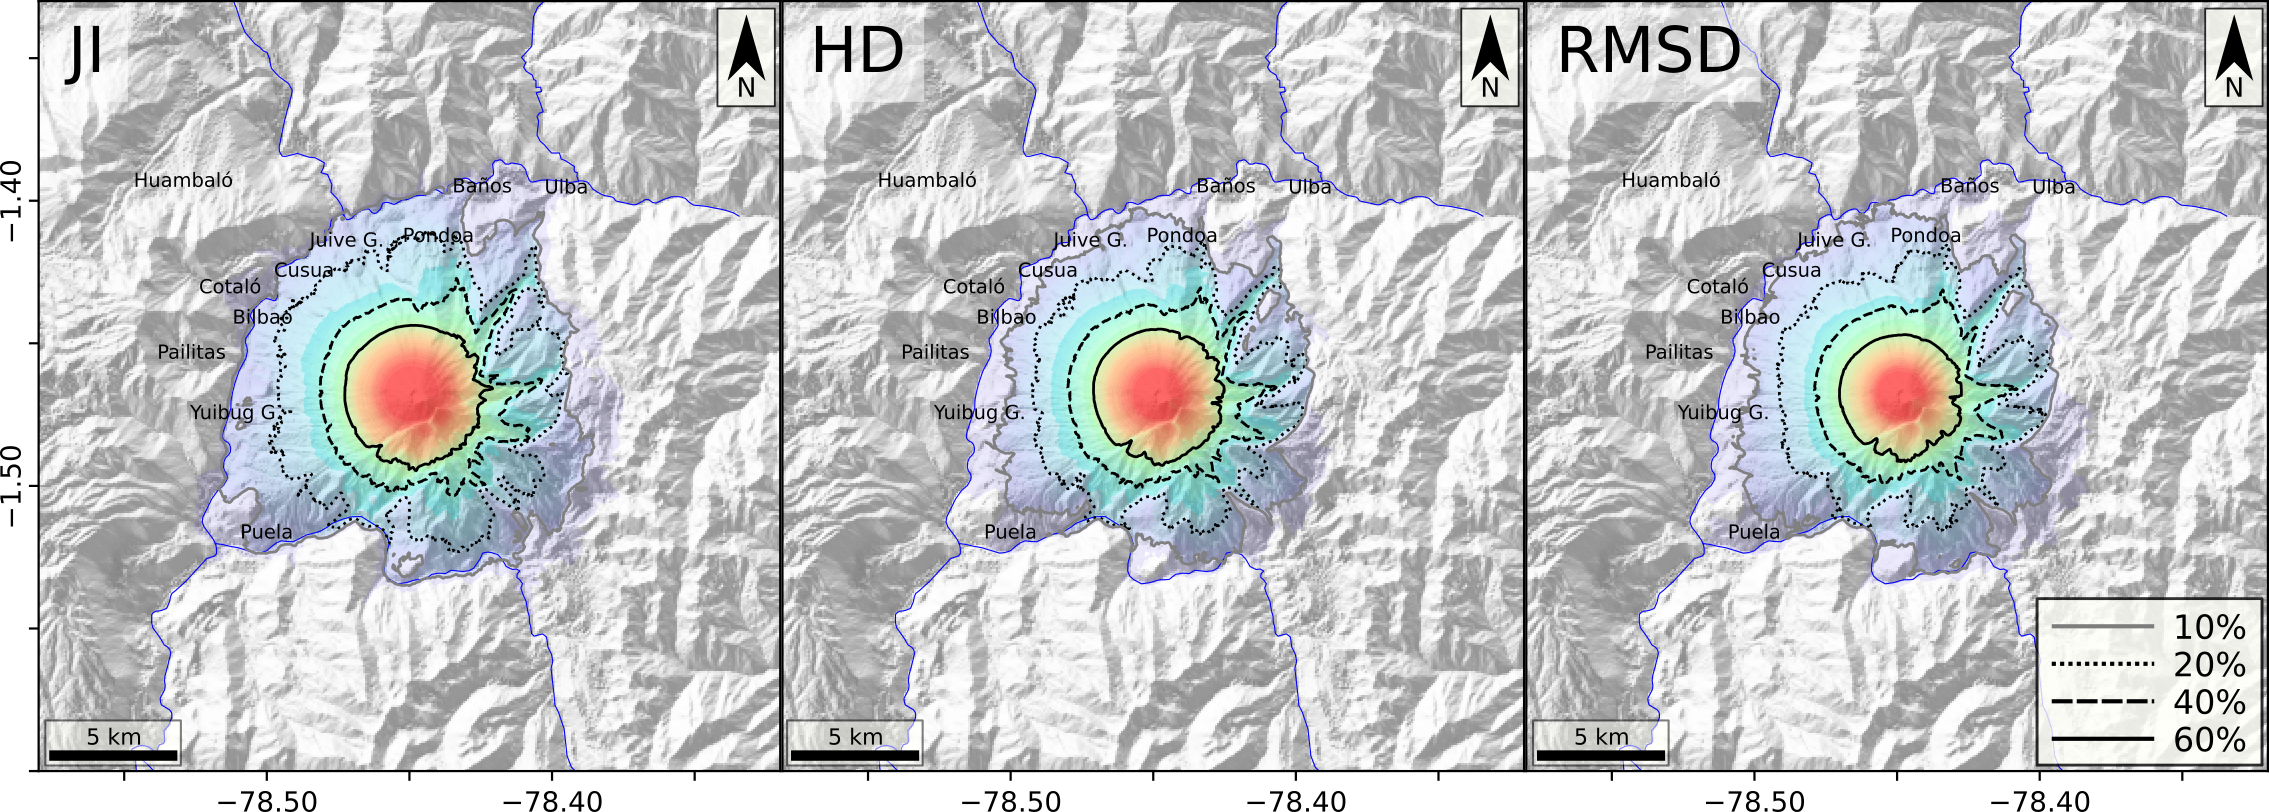 JI
N
Huambaló
Baños
Ulba
Juive G.
Pondoa
Cusua
Cotaló
Bilbao
Pailitas
Yuibug G.
Puela
5 km
−1.40
−1.50
−78.50
−78.40
HD
N
Huambaló
Baños
Ulba
Juive G.
Pondoa
Cusua
Cotaló
Bilbao
Pailitas
Yuibug G.
Puela
5 km
−78.50
−78.40
RMSD
N
Huambaló
Baños
Ulba
Juive G.
Pondoa
Cusua
Cotaló
Bilbao
Pailitas
Yuibug G.
Puela
5 km
10%
20%
40%
60%
−78.50
−78.40